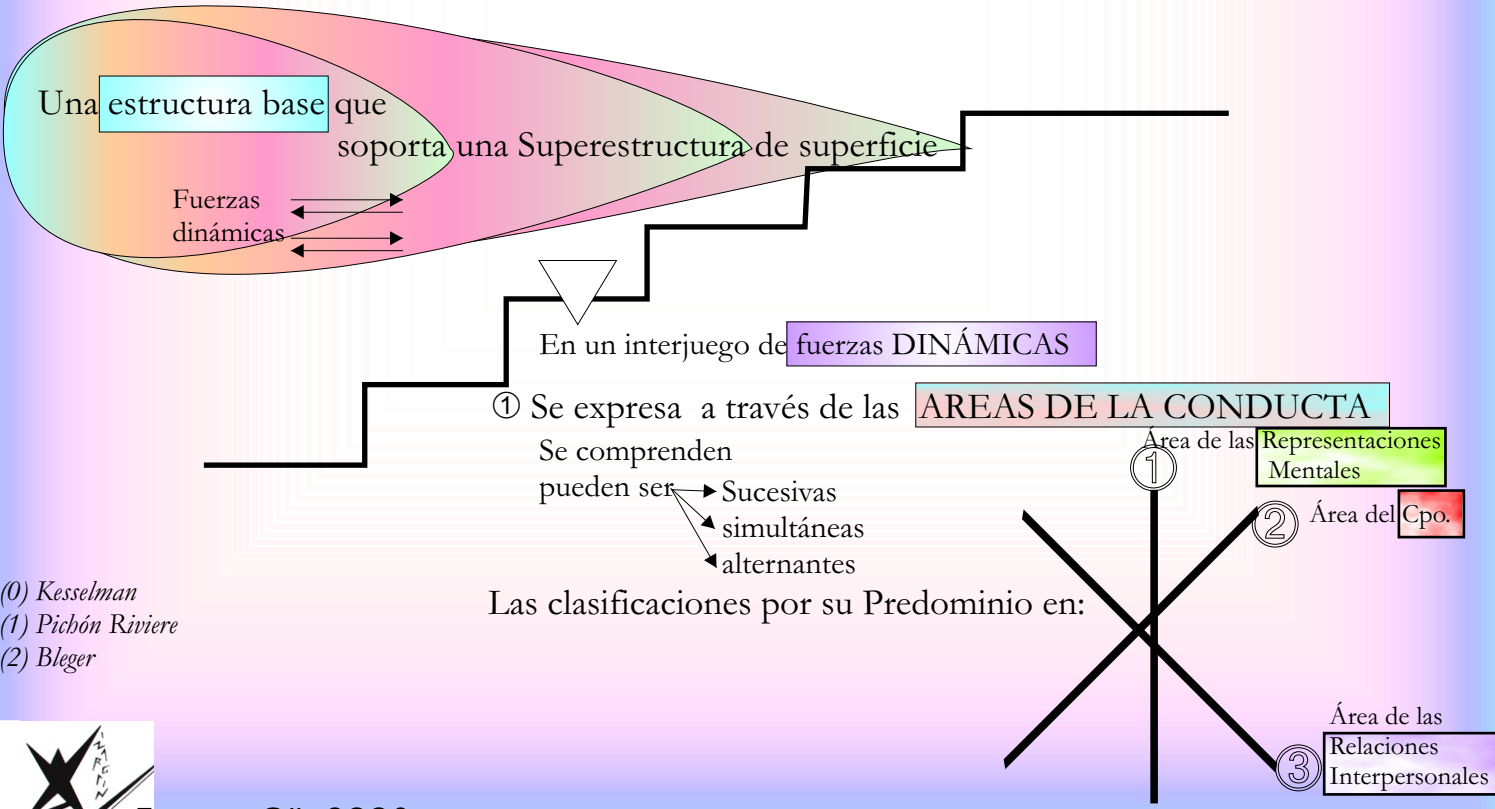 Una estructura base que
soporta una Superestructura de superficie
Fuerzas
dinámicas
En un interjuego de fuerzas DINÁMICAS
① Se expresa a través de las AREAS DE LA CONDUCTA
Se comprenden
pueden ser
Sucesivas
simultáneas
alternantes
Las clasificaciones por su Predominio en:
Área de las Representaciones
Mentales
①
② Área del Cpo.
Área de las
③ Relaciones
Interpersonales
(0) Kesselman
(1) Pichón Riviere
(2) Bleger